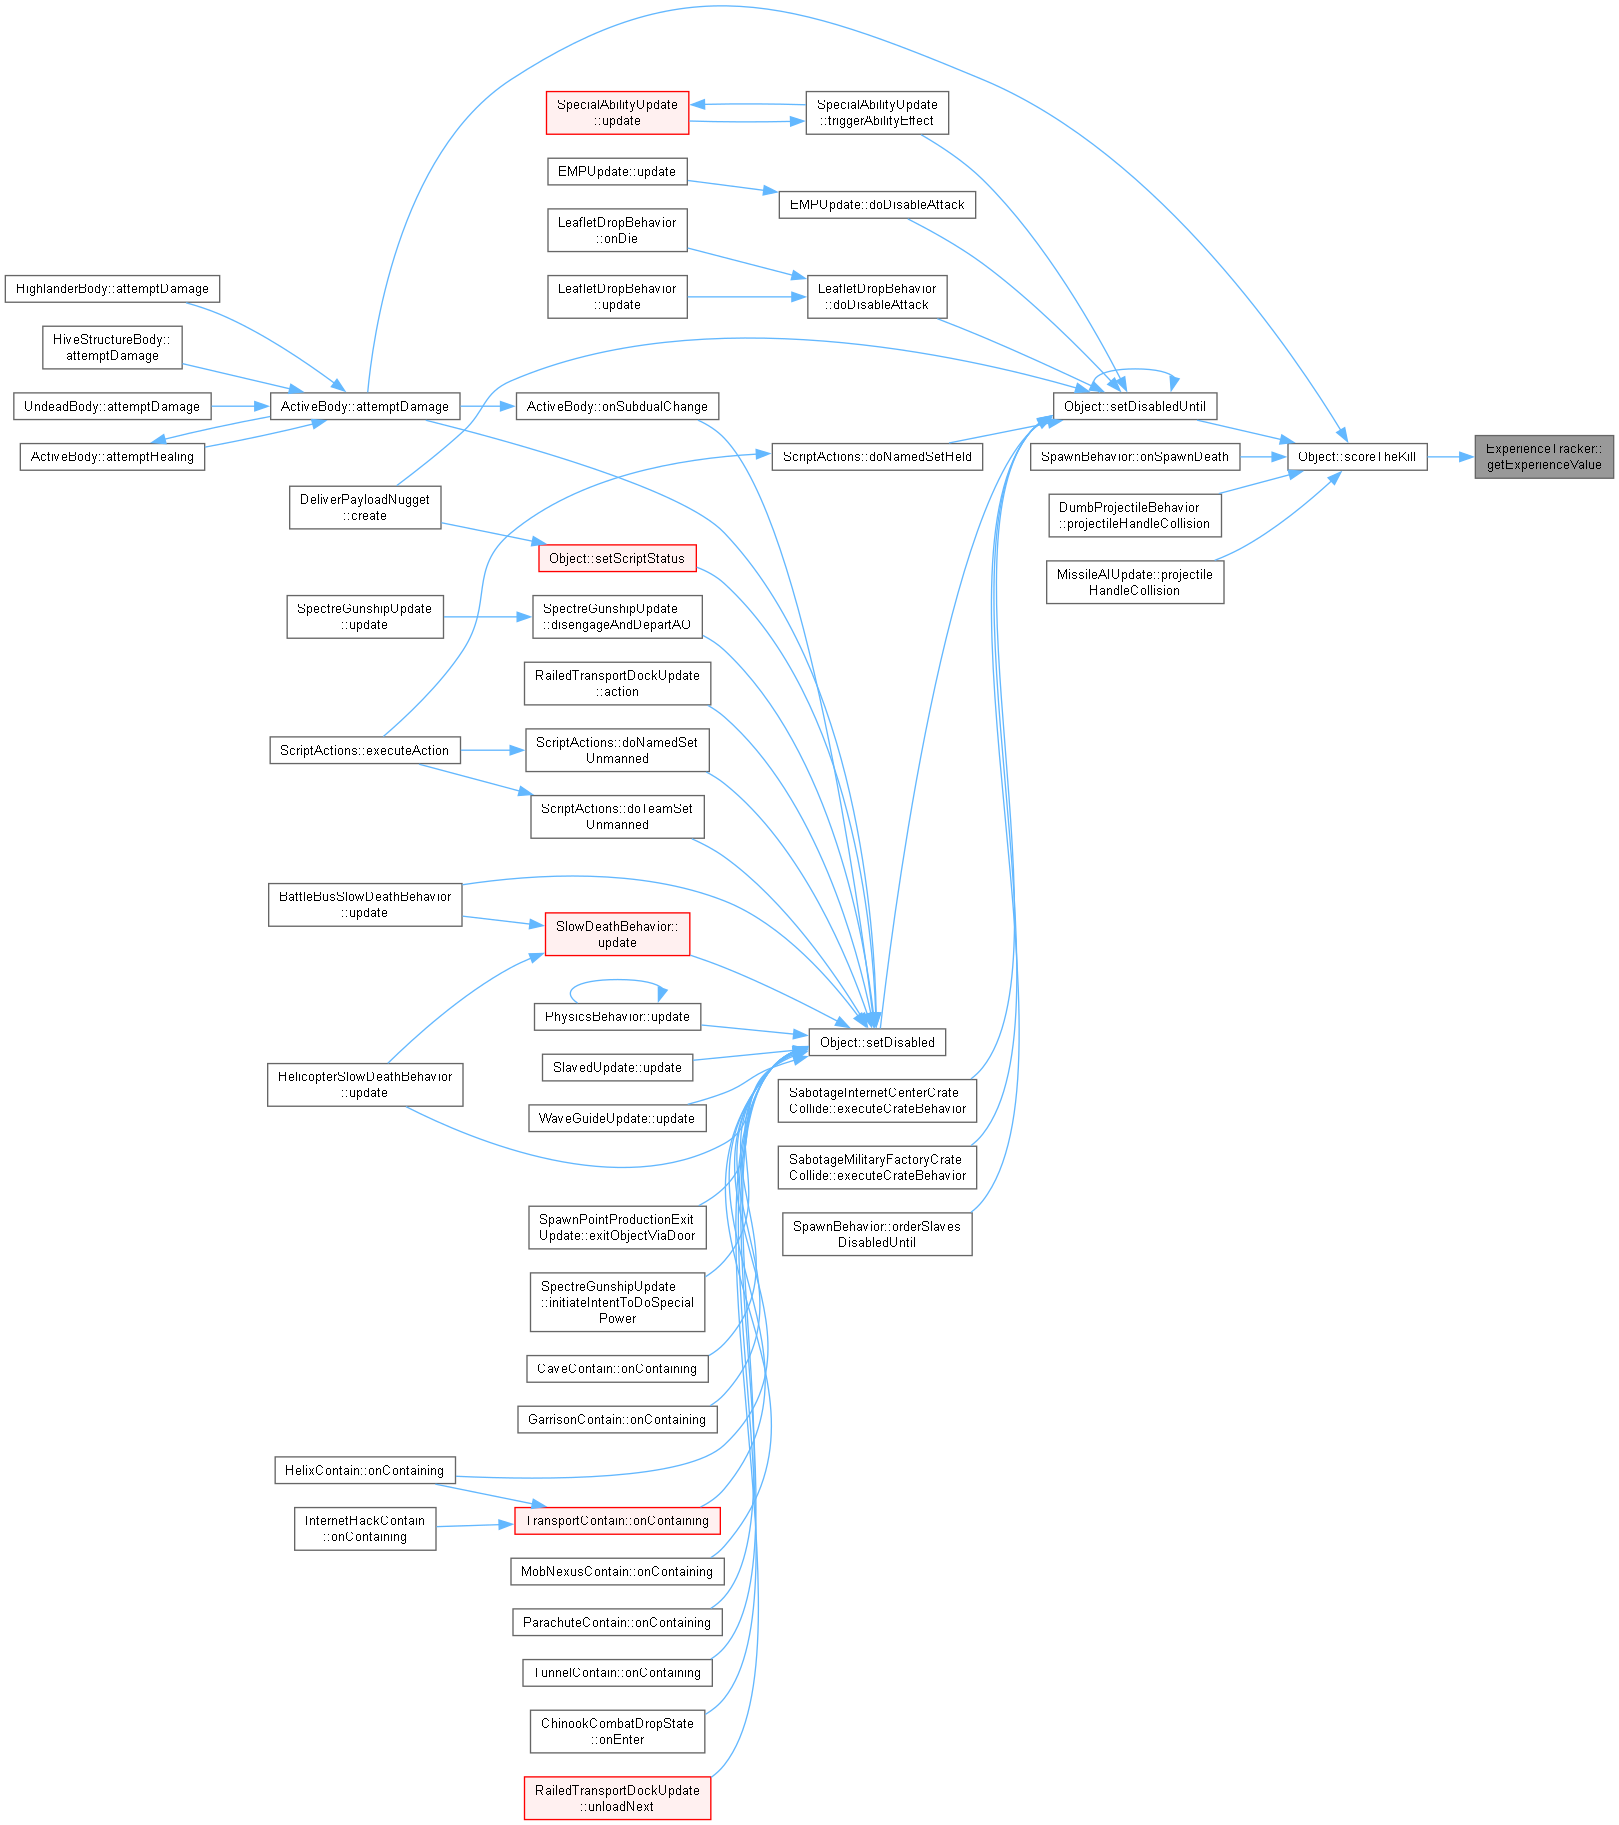 SpecialAbilityUpdate
::update
SpecialAbilityUpdate
::triggerAbilityEffect
EMPUpdate::update
EMPUpdate::doDisableAttack
LeafletDropBehavior
::onDie
LeafletDropBehavior
::update
LeafletDropBehavior
::doDisableAttack
HighlanderBody::attemptDamage
HiveStructureBody::
attemptDamage
UndeadBody::attemptDamage
ActiveBody::attemptDamage
ActiveBody::onSubdualChange
Object::setDisabledUntil
ActiveBody::attemptHealing
ScriptActions::doNamedSetHeld
SpawnBehavior::onSpawnDeath
Object::scoreTheKill
ExperienceTracker::
getExperienceValue
DeliverPayloadNugget
::create
DumbProjectileBehavior
::projectileHandleCollision
Object::setScriptStatus
MissileAIUpdate::projectile
HandleCollision
SpectreGunshipUpdate
::update
SpectreGunshipUpdate
::disengageAndDepartAO
RailedTransportDockUpdate
::action
ScriptActions::executeAction
ScriptActions::doNamedSet
Unmanned
ScriptActions::doTeamSet
Unmanned
BattleBusSlowDeathBehavior
::update
SlowDeathBehavior::
update
PhysicsBehavior::update
Object::setDisabled
SlavedUpdate::update
HelicopterSlowDeathBehavior
::update
WaveGuideUpdate::update
SabotageInternetCenterCrate
Collide::executeCrateBehavior
SabotageMilitaryFactoryCrate
Collide::executeCrateBehavior
SpawnPointProductionExit
Update::exitObjectViaDoor
SpawnBehavior::orderSlaves
DisabledUntil
SpectreGunshipUpdate
::initiateIntentToDoSpecial
Power
CaveContain::onContaining
GarrisonContain::onContaining
HelixContain::onContaining
InternetHackContain
::onContaining
TransportContain::onContaining
MobNexusContain::onContaining
ParachuteContain::onContaining
TunnelContain::onContaining
ChinookCombatDropState
::onEnter
RailedTransportDockUpdate
::unloadNext